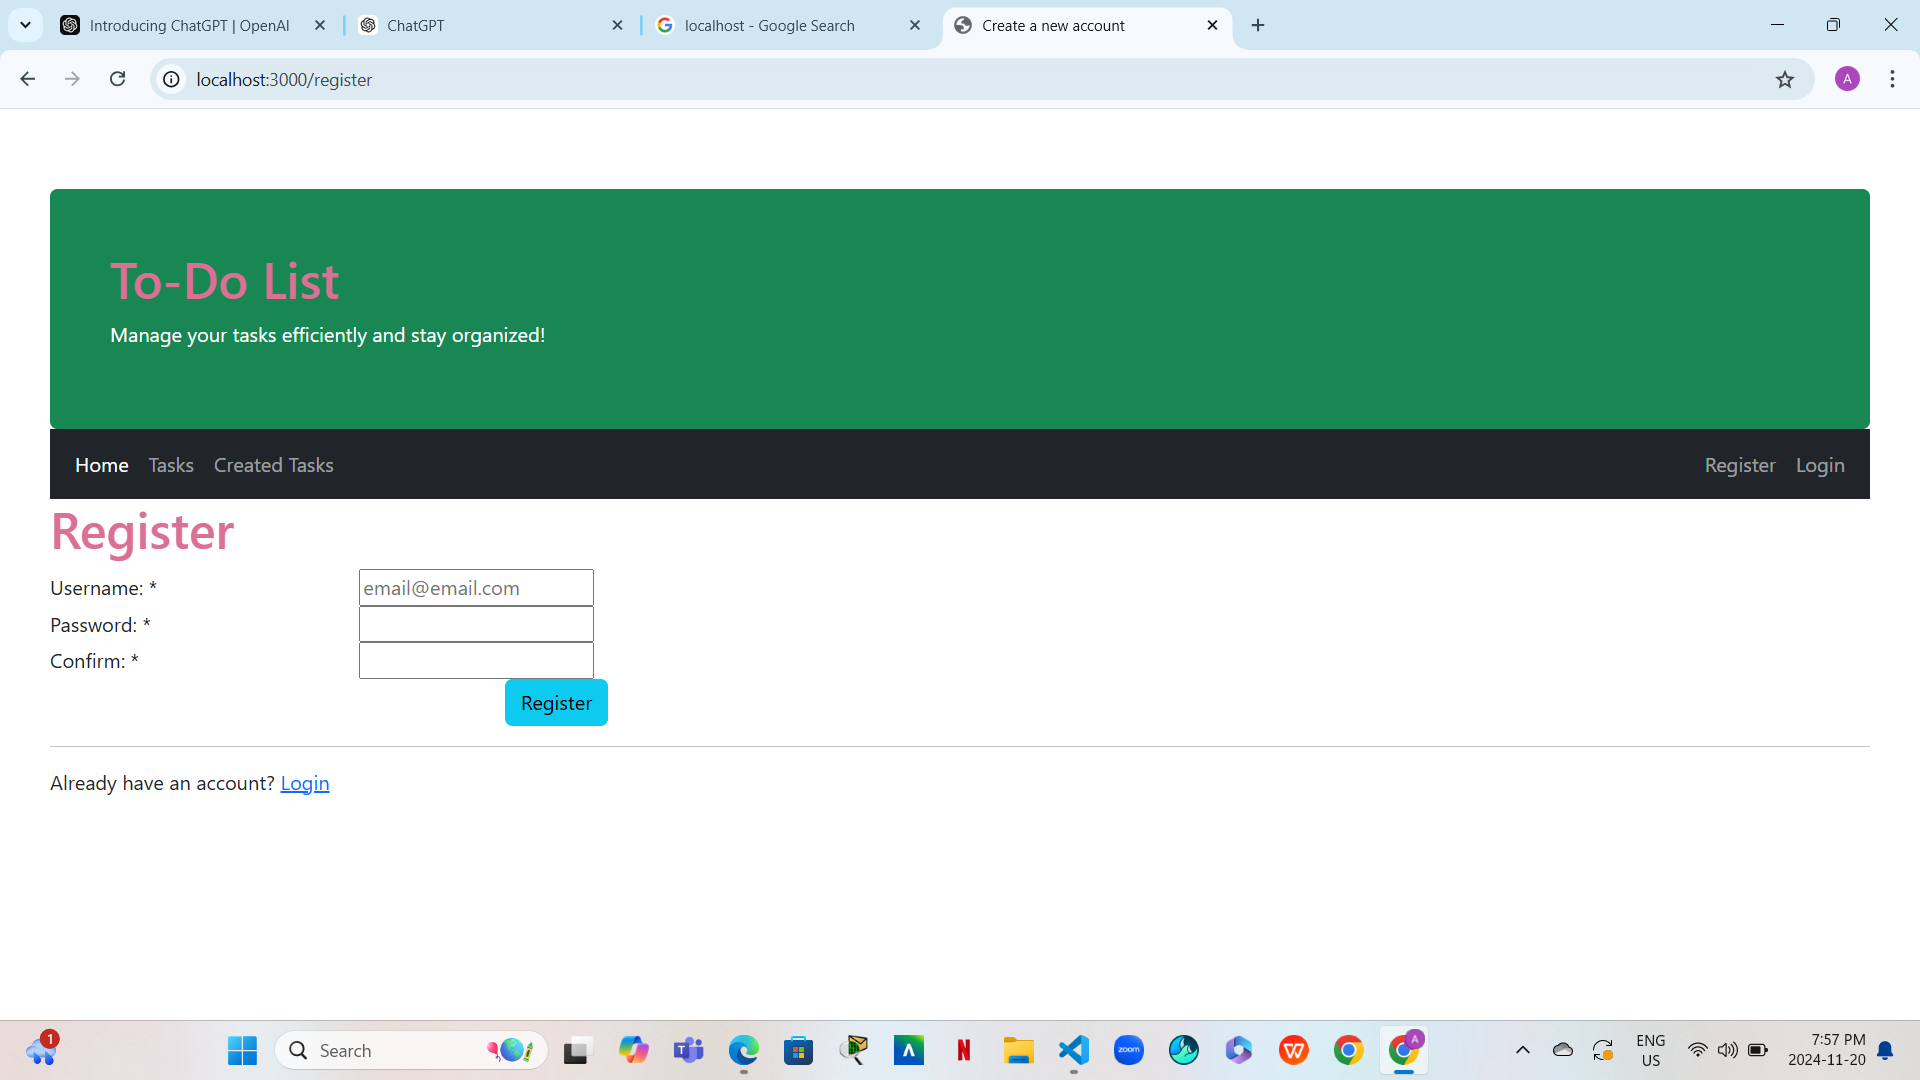 Introducing ChatGPT | OpenAI
ChatGPT
localhost - Google Search
Create a new account
localhost:3000/register
A
To-Do List
Manage your tasks efficiently and stay organized!
Home Tasks Created Tasks Register Login
Register
Username: * email@email.com
Password: *
Confirm: *
Register
Already have an account? Login
1
Search
zoom
N
W
A
ENG
US
7:57 PM
2024-11-20